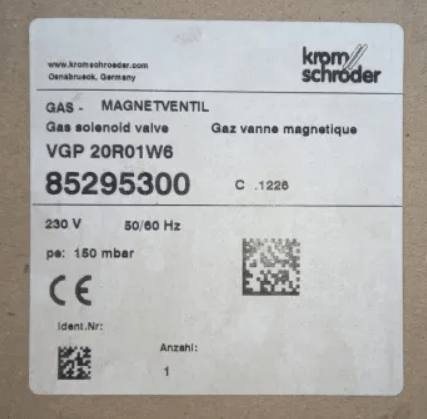 www.kromschroeder.com
Osnabrueck, Germany
krom
schröder
GAS - MAGNETVENTIL
Gas solenoid valve Gaz vanne magnetique
VGP 20R01W6
85295300 C .1226
230 V 50/60 Hz
pe: 150 mbar
CE
Ident.Nr:
Anzahl:
1